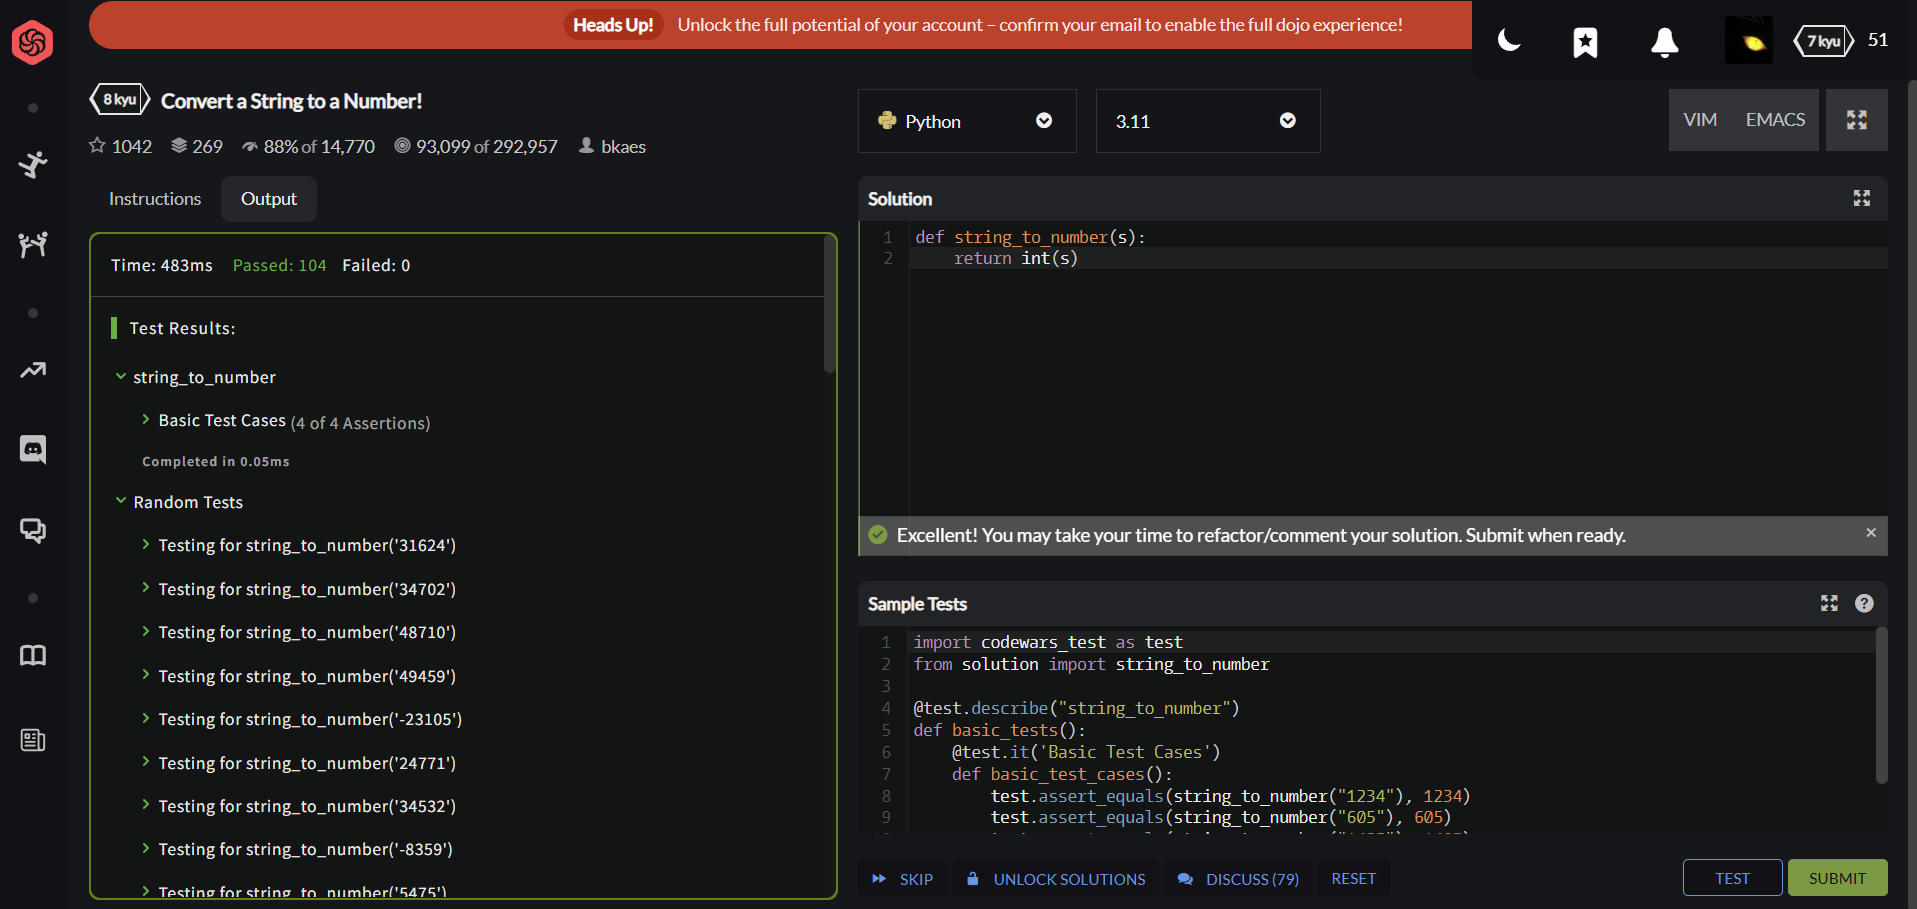 Heads Up! Unlock the full potential of your account – confirm your email to enable the full dojo experience!
7 kyu 51
8 kyu Convert a String to a Number!
1042 269 88% of 14,770 93,099 of 292,957 bkaes
Instructions Output
Time: 483ms Passed: 104 Failed: 0
Test Results:
string_to_number
Basic Test Cases (4 of 4 Assertions)
Completed in 0.05ms
Random Tests
Testing for string_to_number('31624')
Testing for string_to_number('34702')
Testing for string_to_number('48710')
Testing for string_to_number('49459')
Testing for string_to_number('-23105')
Testing for string_to_number('24771')
Testing for string_to_number('34532')
Testing for string_to_number('-8359')
Testing for string_to_number('5475')
Python 3.11 VIM EMACS
Solution
1 def string_to_number(s):
2     return int(s)
Excellent! You may take your time to refactor/comment your solution. Submit when ready. ×
Sample Tests ?
1 import codewars_test as test
2 from solution import string_to_number
3
4 @test.describe("string_to_number")
5 def basic_tests():
6     @test.it('Basic Test Cases')
7     def basic_test_cases():
8         test.assert_equals(string_to_number("1234"), 1234)
9         test.assert_equals(string_to_number("605"), 605)
SKIP UNLOCK SOLUTIONS DISCUSS (79) RESET TEST SUBMIT